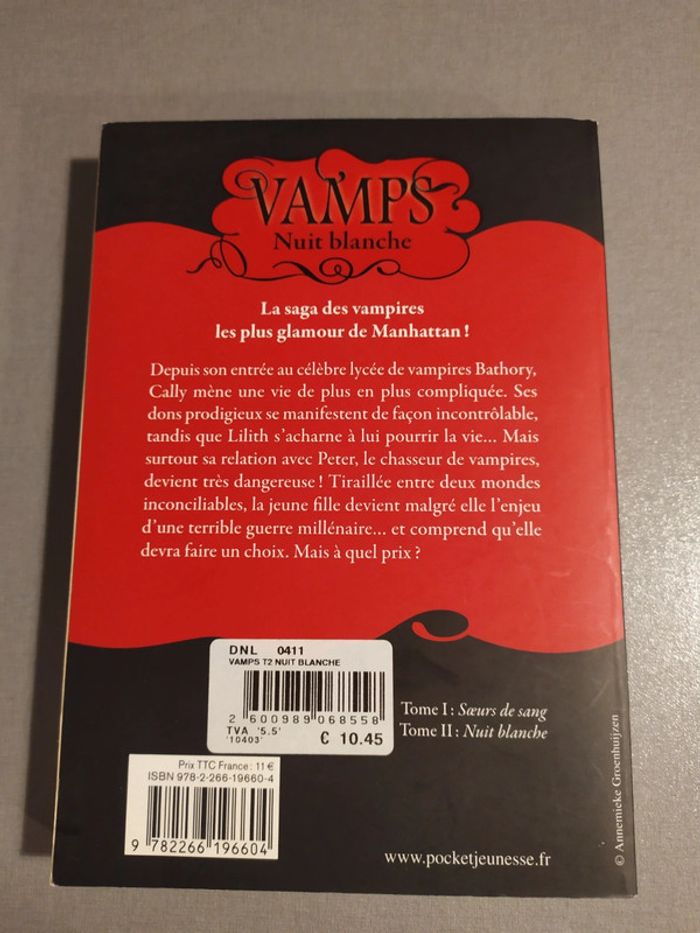 VAMPS
Nuit blanche
La saga des vampires
les plus glamour de Manhattan !
Depuis son entrée au célèbre lycée de vampires Bathory,
Cally mène une vie de plus en plus compliquée. Ses
dons prodigieux se manifestent de façon incontrôlable,
tandis que Lilith s'acharne à lui pourrir la vie... Mais
surtout sa relation avec Peter, le chasseur de vampires,
devient très dangereuse ! Tiraillée entre deux mondes
inconciliables, la jeune fille devient malgré elle l'enjeu
d'une terrible guerre millénaire... et comprend qu'elle
devra faire un choix. Mais à quel prix ?
DNL 0411
VAMPS T2 NUIT BLANCHE
2 600989 068558
TVA '5.5'
'10403'
€ 10.45
Tome I : Sœurs de sang
Tome II : Nuit blanche
Prix TTC France : 11 €
ISBN 978-2-266-19660-4
9 782266 196604
www.pocketjeunesse.fr
© Annemieke Groenhuijzen